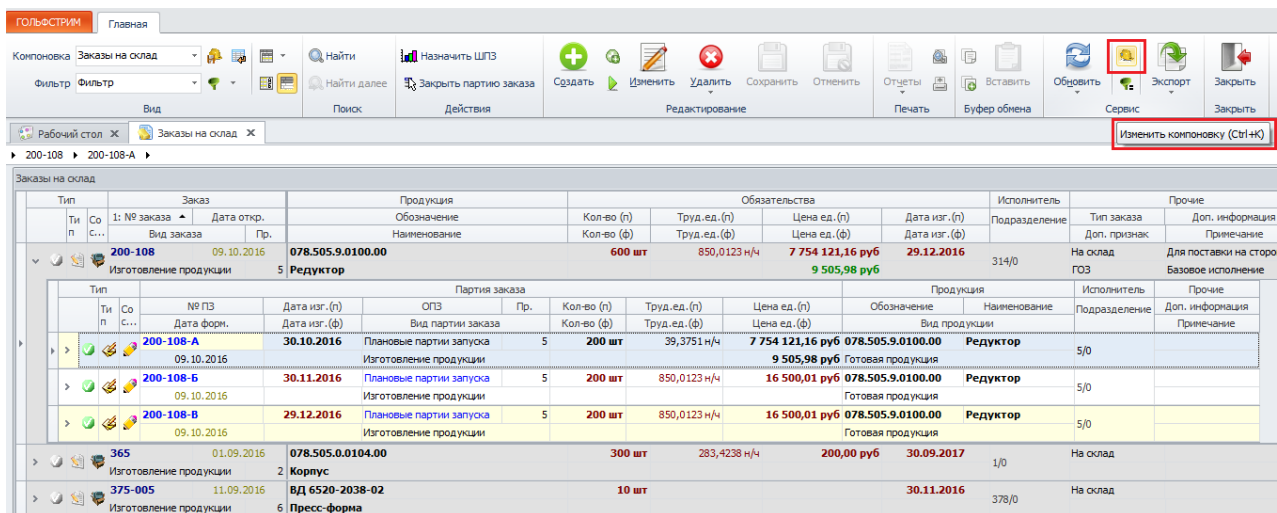 ГОЛЬФСТРИМ Главная
Компоновка Заказы на склад Найти Назначить ШПЗ Создать Изменить Удалить Сохранить Отменить Отчеты Вставить Обновить Экспорт Закрыть
Фильтр Фильтр Найти далее Закрыть партию заказа
Вид Поиск Действия Редактирование Печать Буфер обмена Сервис Закрыть
Рабочий стол Заказы на склад Изменить компоновку (Ctrl+K)
200-108 200-108-А
Заказы на склад
Тип Заказ Продукция Обязательства Исполнитель Прочие
Ти Со 1: № заказа Дата откр. Обозначение Кол-во (п) Труд.ед.(п) Цена ед.(п) Дата изг.(п) Подразделение Тип заказа Доп. информация
п с... Вид заказа Пр. Наименование Кол-во (ф) Труд.ед.(ф) Цена ед.(ф) Дата изг.(ф) Доп. признак Примечание
200-108 09.10.2016 078.505.9.0100.00 600 шт 850,0123 н/ч 7 754 121,16 руб 29.12.2016 314/0 На склад Для поставки на сторо
Изготовление продукции 5 Редуктор 9 505,98 руб ГОЗ Базовое исполнение
Тип Партия заказа Продукция Исполнитель Прочие
Ти Со № ПЗ Дата изг.(п) ОПЗ Пр. Кол-во (п) Труд.ед.(п) Цена ед.(п) Обозначение Наименование Подразделение Доп. информация
п с... Дата форм. Дата изг.(ф) Вид партии заказа Кол-во (ф) Труд.ед.(ф) Цена ед.(ф) Вид продукции Примечание
200-108-А 30.10.2016 Плановые партии запуска 5 200 шт 39,3751 н/ч 7 754 121,16 руб 078.505.9.0100.00 Редуктор 5/0
09.10.2016 Изготовление продукции 9 505,98 руб Готовая продукция
200-108-Б 30.11.2016 Плановые партии запуска 5 200 шт 850,0123 н/ч 16 500,01 руб 078.505.9.0100.00 Редуктор 5/0
09.10.2016 Изготовление продукции Готовая продукция
200-108-В 29.12.2016 Плановые партии запуска 5 200 шт 850,0123 н/ч 16 500,01 руб 078.505.9.0100.00 Редуктор 5/0
09.10.2016 Изготовление продукции Готовая продукция
365 01.09.2016 078.505.0.0104.00 300 шт 283,4238 н/ч 200,00 руб 30.09.2017 1/0 На склад
Изготовление продукции 2 Корпус
375-005 11.09.2016 ВД 6520-2038-02 10 шт 30.11.2016 378/0 На склад
Изготовление продукции 6 Пресс-форма